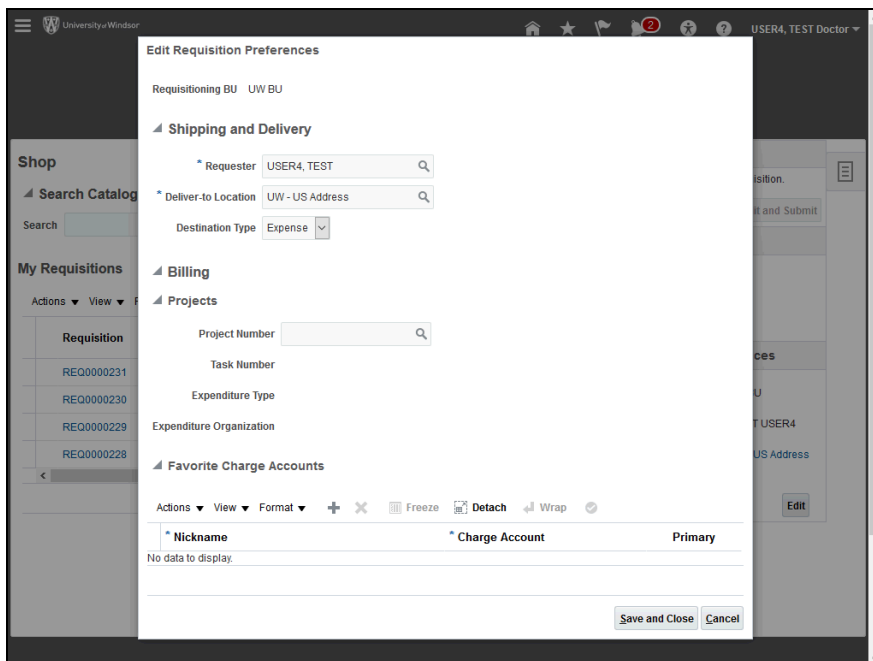 University of Windsor
2
USER4, TEST Doctor
Edit Requisition Preferences
Requisitioning BU UW BU
Shipping and Delivery
* Requester USER4, TEST
* Deliver-to Location UW - US Address
Destination Type Expense
Billing
Projects
Project Number
Task Number
Expenditure Type
Expenditure Organization
Favorite Charge Accounts
Actions View Format Freeze Detach Wrap
* Nickname * Charge Account Primary
No data to display.
Save and Close Cancel
Shop
Search Catalog
Search
My Requisitions
Actions View F
Requisition
REQ0000231
REQ0000230
REQ0000229
REQ0000228
isition.
it and Submit
ces
U
T USER4
US Address
Edit